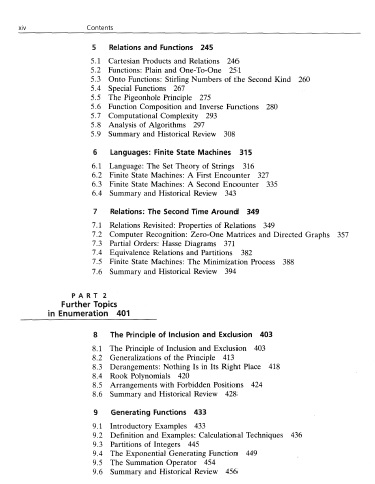 xiv Contents
5 Relations and Functions 245
5.1 Cartesian Products and Relations 246
5.2 Functions: Plain and One-To-One 251
5.3 Onto Functions: Stirling Numbers of the Second Kind 260
5.4 Special Functions 267
5.5 The Pigeonhole Principle 275
5.6 Function Composition and Inverse Functions 280
5.7 Computational Complexity 293
5.8 Analysis of Algorithms 297
5.9 Summary and Historical Review 308
6 Languages: Finite State Machines 315
6.1 Language: The Set Theory of Strings 316
6.2 Finite State Machines: A First Encounter 327
6.3 Finite State Machines: A Second Encounter 335
6.4 Summary and Historical Review 343
7 Relations: The Second Time Around 349
7.1 Relations Revisited: Properties of Relations 349
7.2 Computer Recognition: Zero-One Matrices and Directed Graphs 357
7.3 Partial Orders: Hasse Diagrams 371
7.4 Equivalence Relations and Partitions 382
7.5 Finite State Machines: The Minimization Process 388
7.6 Summary and Historical Review 394
PART 2
Further Topics
in Enumeration 401
8 The Principle of Inclusion and Exclusion 403
8.1 The Principle of Inclusion and Exclusion 403
8.2 Generalizations of the Principle 413
8.3 Derangements: Nothing Is in Its Right Place 418
8.4 Rook Polynomials 420
8.5 Arrangements with Forbidden Positions 424
8.6 Summary and Historical Review 428
9 Generating Functions 433
9.1 Introductory Examples 433
9.2 Definition and Examples: Calculational Techniques 436
9.3 Partitions of Integers 445
9.4 The Exponential Generating Function 449
9.5 The Summation Operator 454
9.6 Summary and Historical Review 456